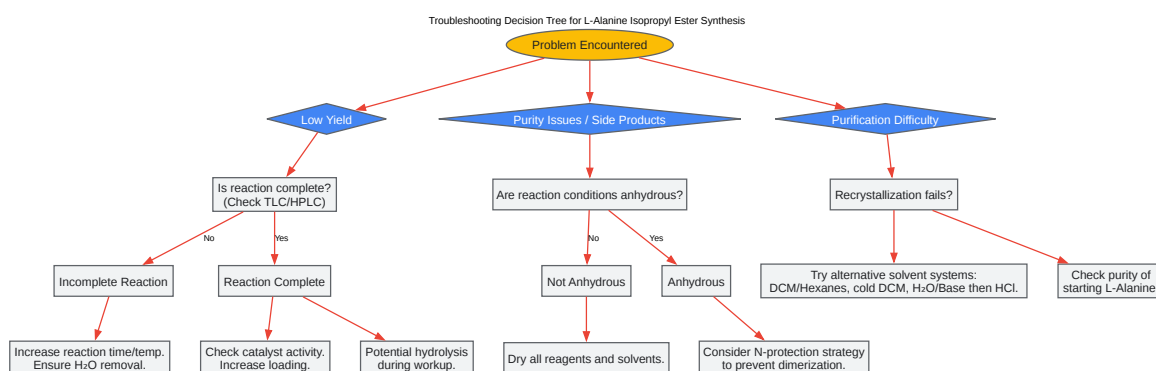 Troubleshooting Decision Tree for L-Alanine Isopropyl Ester Synthesis
Problem Encountered
Low Yield
Purity Issues / Side Products
Purification Difficulty
Is reaction complete?
(Check TLC/HPLC)
Are reaction conditions anhydrous?
Recrystallization fails?
No
Yes
No
Yes
Incomplete Reaction
Reaction Complete
Not Anhydrous
Anhydrous
Try alternative solvent systems:
DCM/Hexanes, cold DCM, H₂O/Base then HCl.
Check purity of
starting L-Alanine
Increase reaction time/temp.
Ensure H₂O removal.
Check catalyst activity.
Increase loading.
Potential hydrolysis
during workup.
Dry all reagents and solvents.
Consider N-protection strategy
to prevent dimerization.